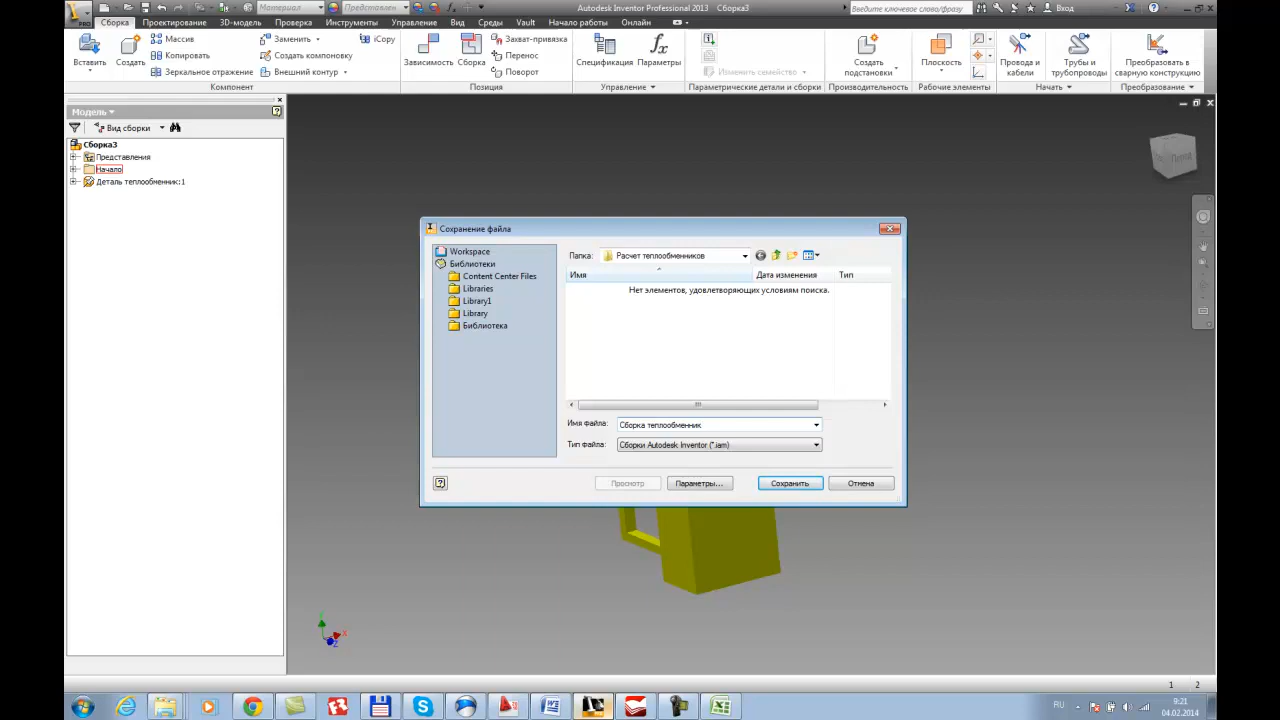 PRO
Материал
Представление
Autodesk Inventor Professional 2013 Сборка3
Введите ключевое слово/фразу
Вход
Сборка Проектирование 3D-модель Проверка Инструменты Управление Вид Среды Vault Начало работы Онлайн
Вставить
Создать
Массив
Копировать
Зеркальное отражение
Заменить
Создать компоненты
Внешний контур
iCopy
Компонент
Зависимость
Сборка
Захват-привязка
Перенос
Поворот
Позиция
Спецификация
Параметры
Управление
Изменить семейство
Параметрические детали и сборки
Создать
подстановки
Производительность
Плоскость
Рабочие элементы
Провода и
кабели
Трубы и
трубопроводы
Начать
Преобразовать в
сварную конструкцию
Преобразование
Модель
Вид сборки
Сборка3
Представления
Начало
Деталь теплообменник:1
Сохранение файла
Workspace
Библиотеки
Content Center Files
Libraries
Library1
Library
Библиотека
Папка: Расчет теплообменников
Имя Дата изменения Тип
Нет элементов, удовлетворяющих условиям поиска.
Имя файла: Сборка теплообменник
Тип файла: Сборки Autodesk Inventor (*.iam)
Просмотр Параметры... Сохранить Отмена
Y
X
Z
1 2
RU
9:21
04.02.2014